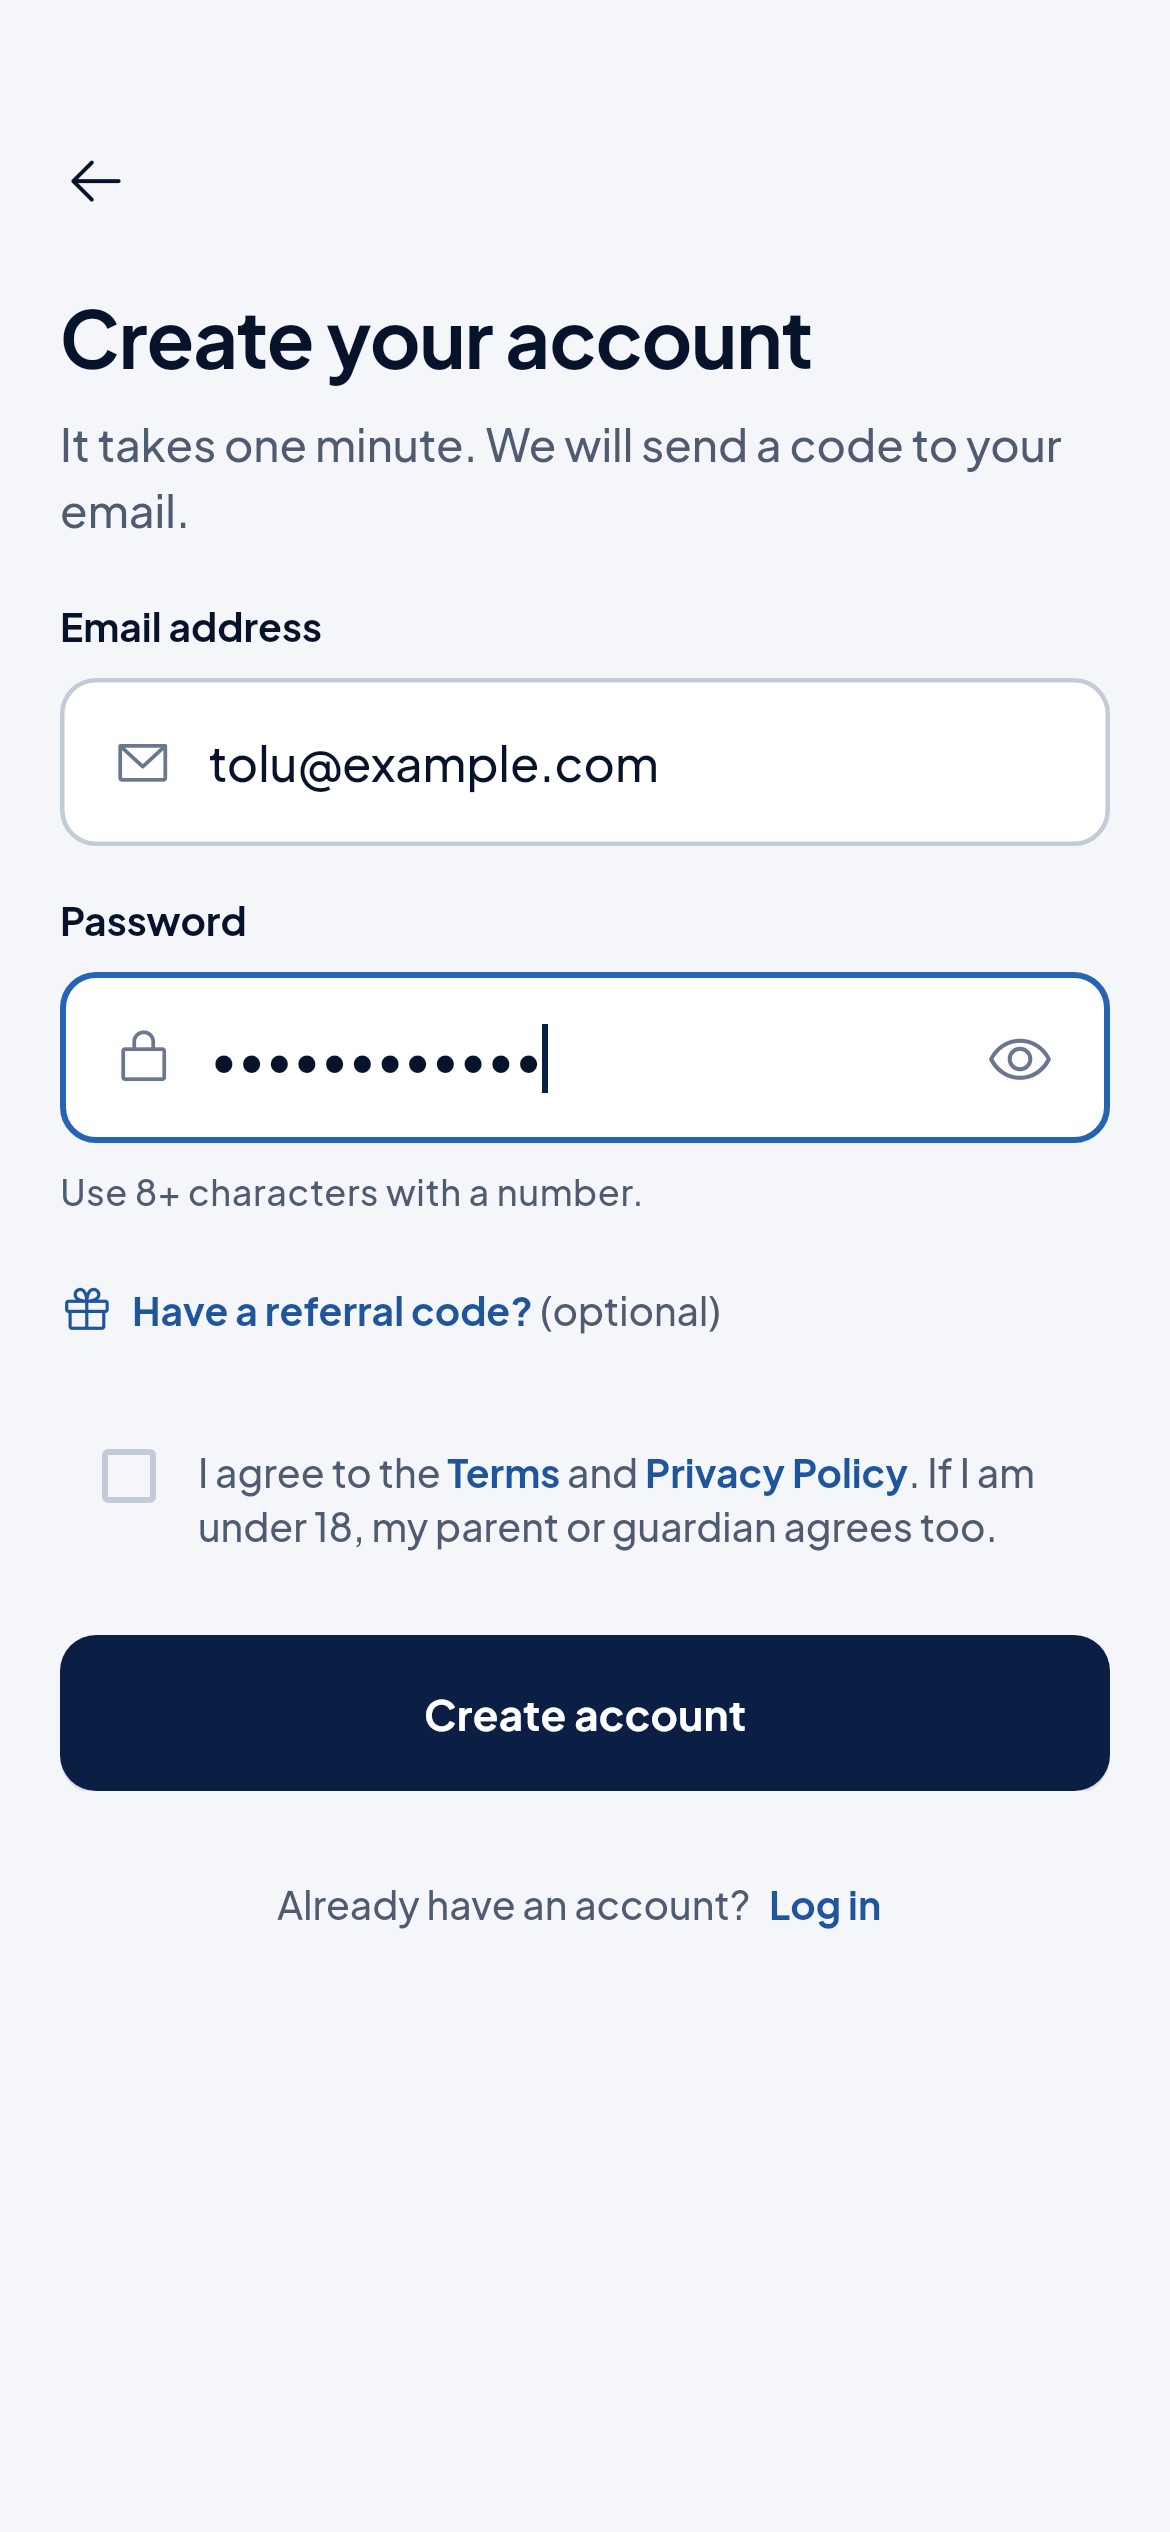 Create your account
It takes one minute. We will send a code to your
email.
Email address
tolu@example.com
Password
••••••••••••
Use 8+ characters with a number.
Have a referral code? (optional)
I agree to the Terms and Privacy Policy. If I am
under 18, my parent or guardian agrees too.
Create account
Already have an account? Log in